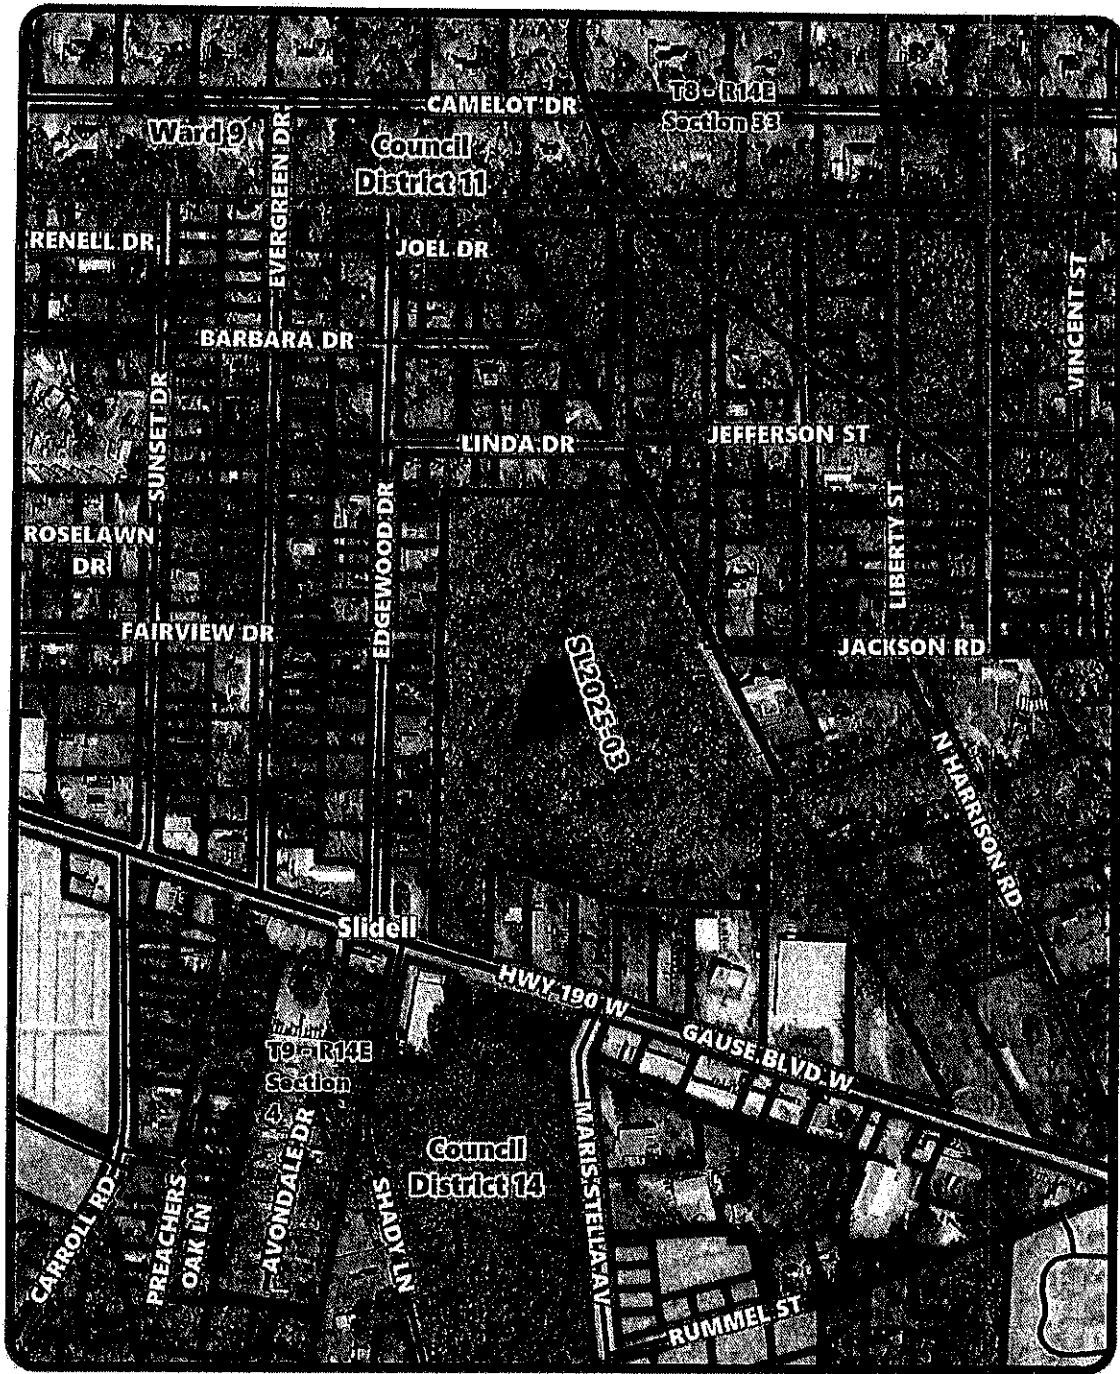 CAMELOT DR
T8 - R14E
Section 33
Ward 9
EVERGREEN DR
Council
District 11
RENELL DR
JOEL DR
VINCENT ST
BARBARA DR
SUNSET DR
LINDA DR
JEFFERSON ST
EDGEWOOD DR
LIBERTY ST
ROSELAWN
DR
FAIRVIEW DR
SL2025-03
JACKSON RD
N HARRISON RD
Slidell
HWY 190 W
GAUSE BLVD W
T9 - R14E
Section
4
AVONDALE DR
Council
District 14
MARIS STELLA AV
CARROLL RD
PREACHERS
OAK LN
SHADY LN
RUMMEL ST